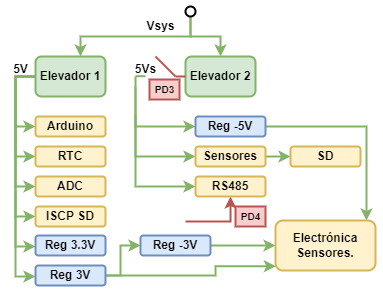 Vsys
5V
Elevador 1
5Vs
Elevador 2
PD3
Arduino
Reg -5V
RTC
Sensores
SD
ADC
RS485
ISCP SD
PD4
Reg 3.3V
Reg -3V
Electrónica
Sensores.
Reg 3V